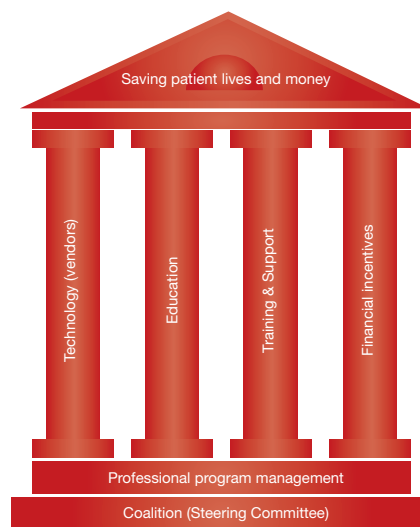 Saving patient lives and money
Technology (vendors)
Education
Training & Support
Financial incentives
Professional program management
Coalition (Steering Committee)